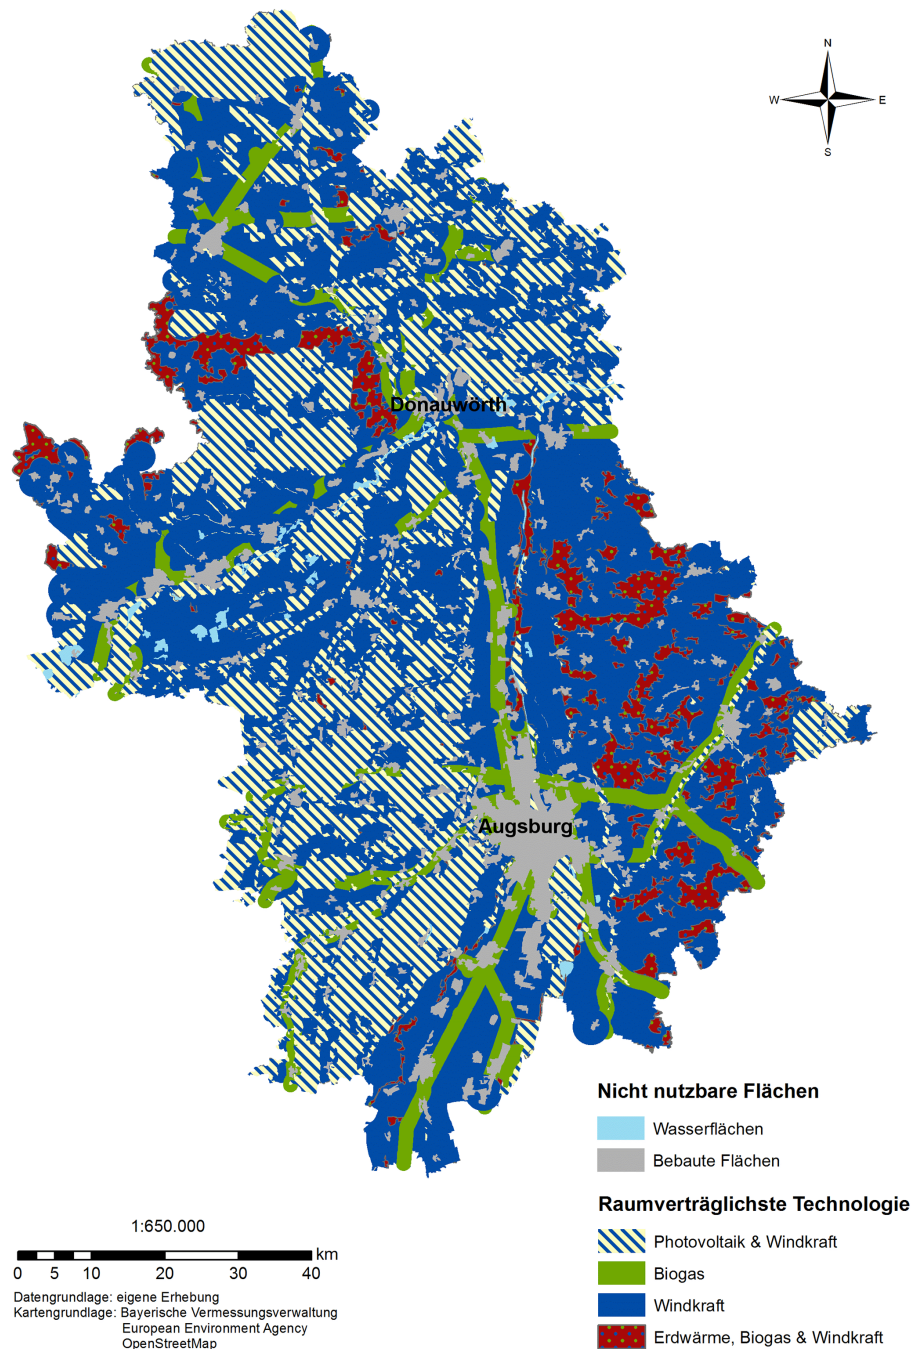 N
W E
S
Donauwörth
Augsburg
Nicht nutzbare Flächen
Wasserflächen
Bebaute Flächen
Raumverträglichste Technologie
Photovoltaik & Windkraft
Biogas
Windkraft
Erdwärme, Biogas & Windkraft
1:650.000
km
0 5 10 20 30 40
Datengrundlage: eigene Erhebung
Kartengrundlage: Bayerische Vermessungsverwaltung
European Environment Agency
OpenStreetMap